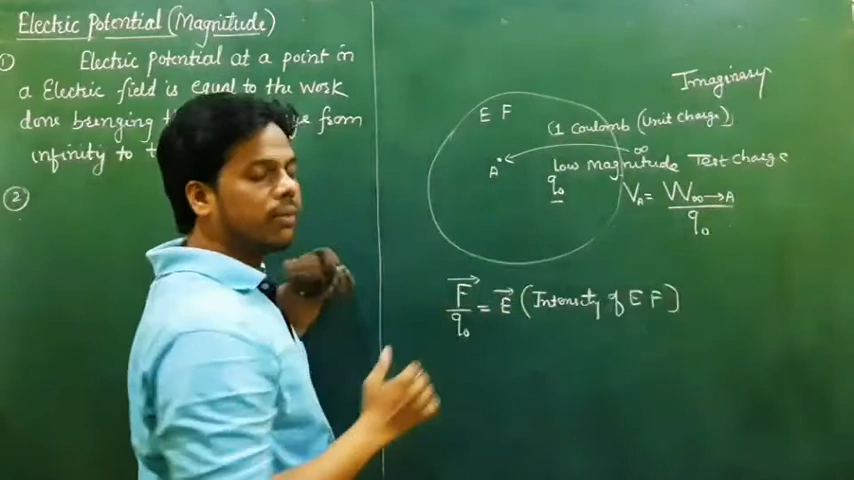 Electric Potential (Magnitude)
① Electric Potential at a point in
a Electric field is equal to the work
done bringing from
infinity to
②
E F
Imaginary
(1 Coulomb (Unit charge)
∞
A
Low magnitude Test charge
q₀
V_A = W∞→A / q₀
F⃗ / q₀ = E⃗ (Intensity of E F)